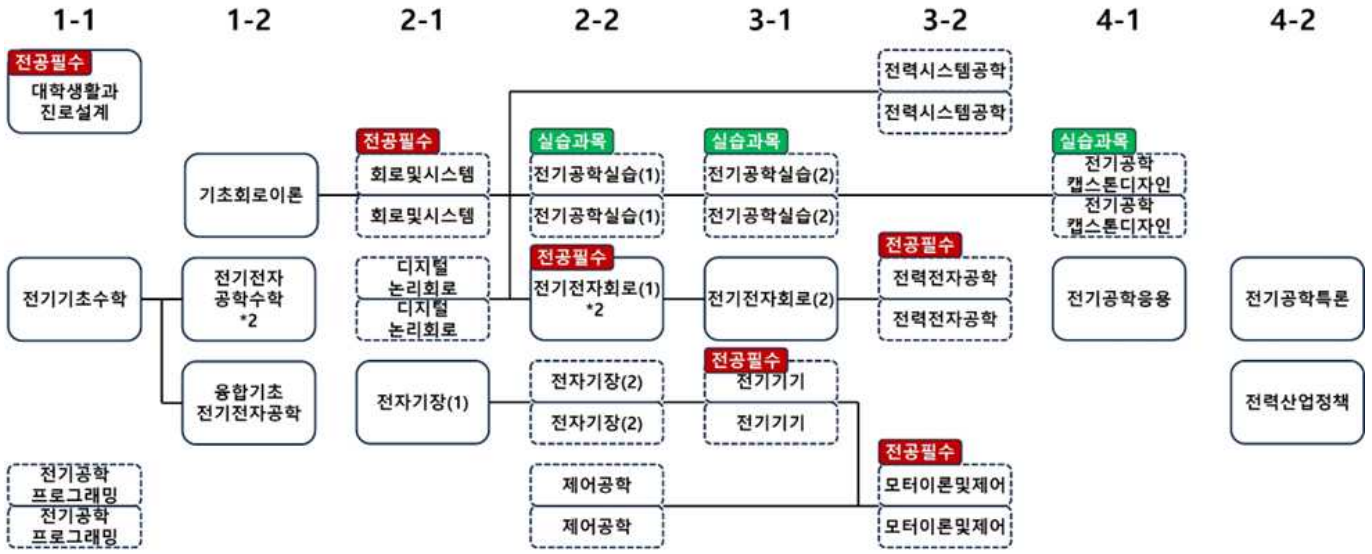 1-1
1-2
2-1
2-2
3-1
3-2
4-1
4-2
전공필수
대학생활과
진로설계
전력시스템공학
전력시스템공학
기초회로이론
전공필수
회로및시스템
회로및시스템
실습과목
전기공학실습(1)
전기공학실습(1)
실습과목
전기공학실습(2)
전기공학실습(2)
실습과목
전기공학
캡스톤디자인
전기공학
캡스톤디자인
전기기초수학
전기전자
공학수학
*2
디지털
논리회로
디지털
논리회로
전공필수
전기전자회로(1)
*2
전기전자회로(2)
전공필수
전력전자공학
전력전자공학
전기공학응용
전기공학특론
융합기초
전기전자공학
전자기장(1)
전자기장(2)
전자기장(2)
전공필수
전기기기
전기기기
전력산업정책
전기공학
프로그래밍
전기공학
프로그래밍
제어공학
제어공학
전공필수
모터이론및제어
모터이론및제어